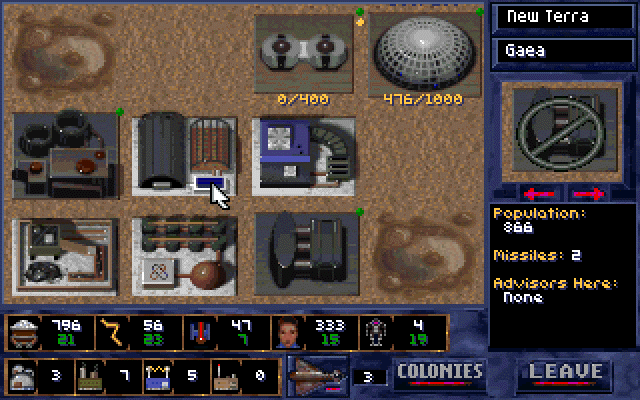 New Terra
Gaea
0/400
476/1000
Population:
866
Missiles: 2
Advisors Here:
None
796
21
56
23
47
7
333
15
4
19
3
7
5
0
3
COLONIES
LEAVE